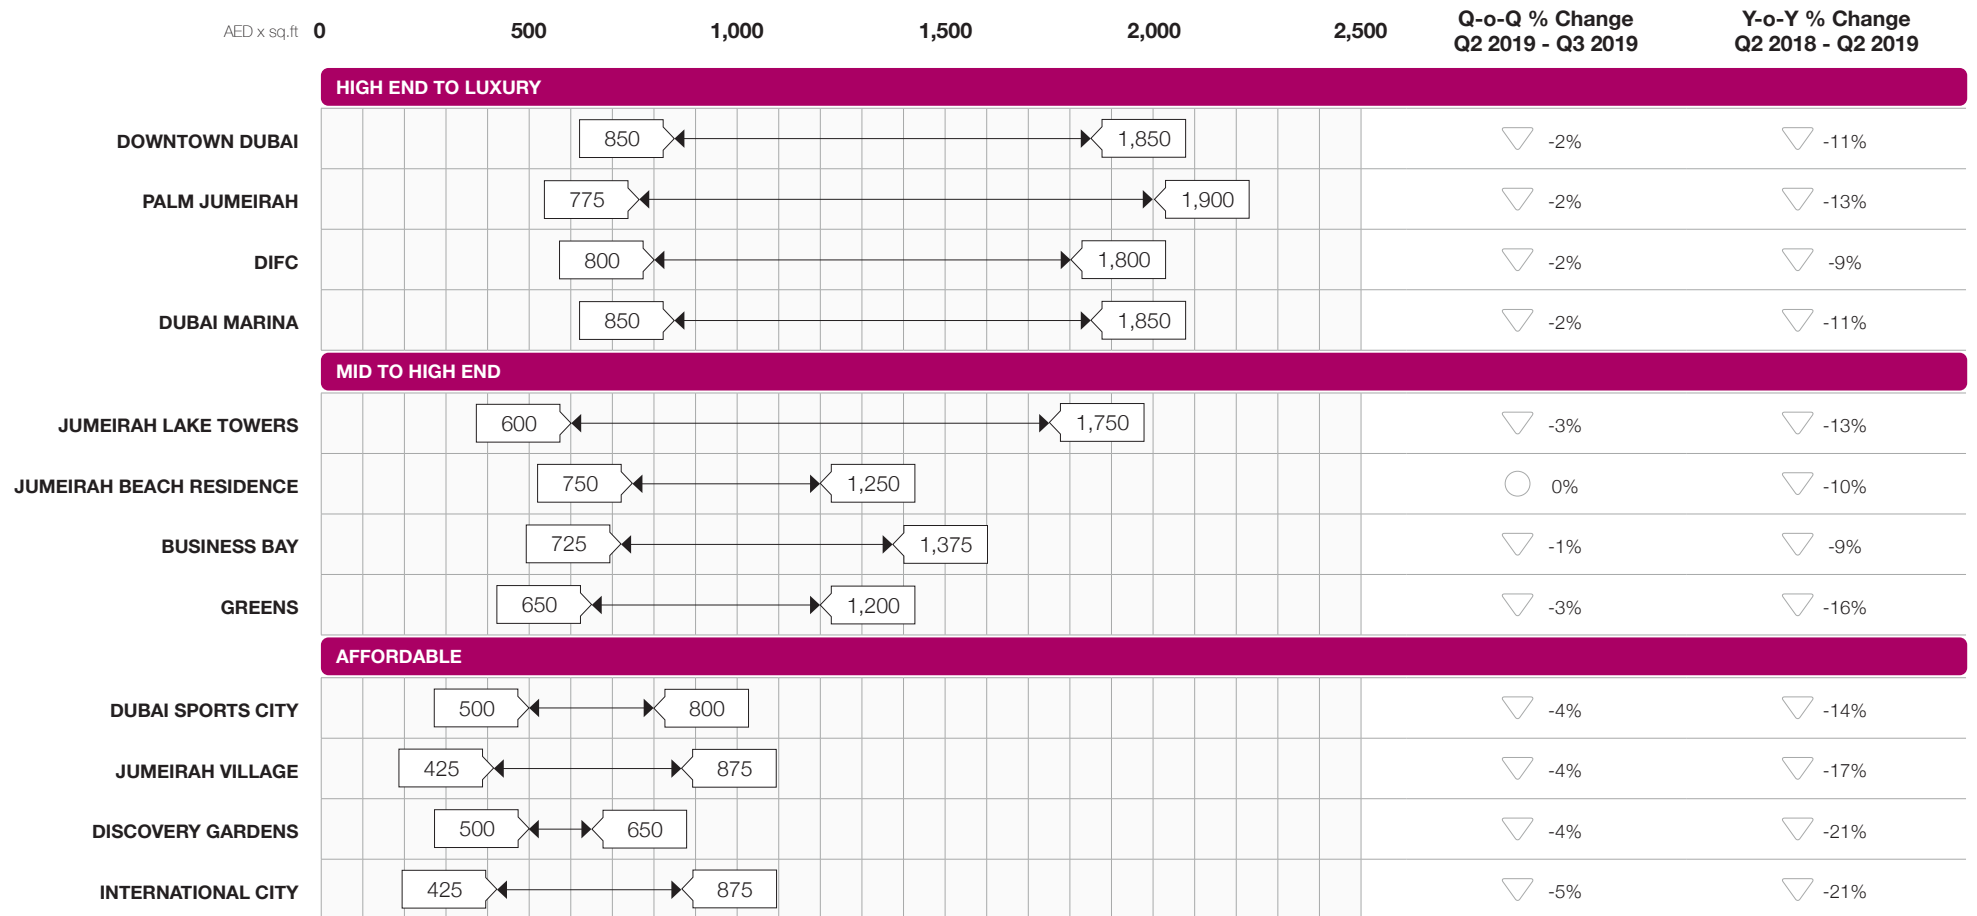 AED x sq.ft 0 500 1,000 1,500 2,000 2,500 Q-o-Q % Change Y-o-Y % Change
Q2 2019 - Q3 2019 Q2 2018 - Q2 2019
HIGH END TO LUXURY
DOWNTOWN DUBAI 850 1,850 -2% -11%
PALM JUMEIRAH 775 1,900 -2% -13%
DIFC 800 1,800 -2% -9%
DUBAI MARINA 850 1,850 -2% -11%
MID TO HIGH END
JUMEIRAH LAKE TOWERS 600 1,750 -3% -13%
JUMEIRAH BEACH RESIDENCE 750 1,250 0% -10%
BUSINESS BAY 725 1,375 -1% -9%
GREENS 650 1,200 -3% -16%
AFFORDABLE
DUBAI SPORTS CITY 500 800 -4% -14%
JUMEIRAH VILLAGE 425 875 -4% -17%
DISCOVERY GARDENS 500 650 -4% -21%
INTERNATIONAL CITY 425 875 -5% -21%